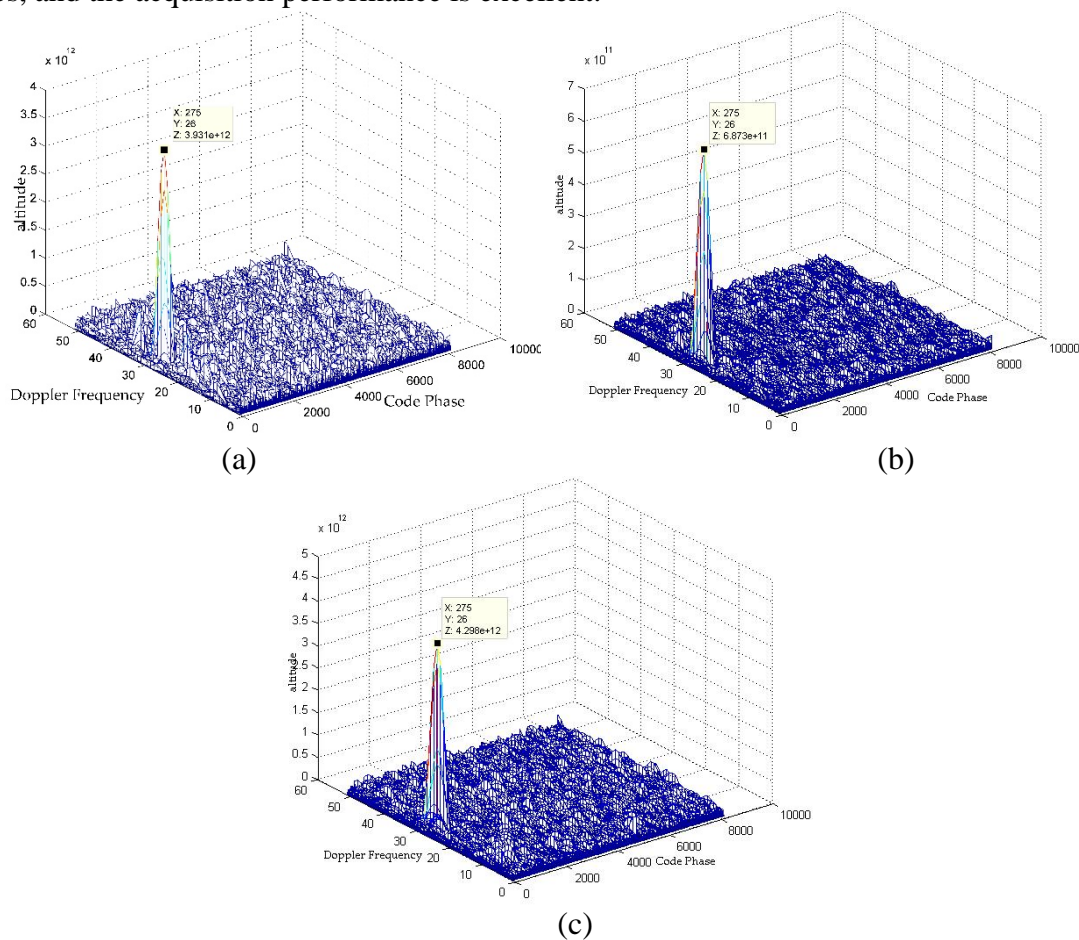 es, and the acquisition performance is excellent.
x 10^12
4
3.5
3
2.5
2
1.5
1
0.5
0
altitude
X: 275
Y: 26
Z: 3.931e+12
60
50
40
30
20
10
0
Doppler Frequency
0
2000
4000
6000
8000
10000
Code Phase
(a)
x 10^11
7
6
5
4
3
2
1
0
altitude
X: 275
Y: 26
Z: 6.873e+11
60
50
40
30
20
10
0
Doppler Frequency
0
2000
4000
6000
8000
10000
Code Phase
(b)
x 10^12
5
4.5
4
3.5
3
2.5
2
1.5
1
0.5
0
altitude
X: 275
Y: 26
Z: 4.298e+12
60
50
40
30
20
10
0
Doppler Frequency
0
2000
4000
6000
8000
10000
Code Phase
(c)